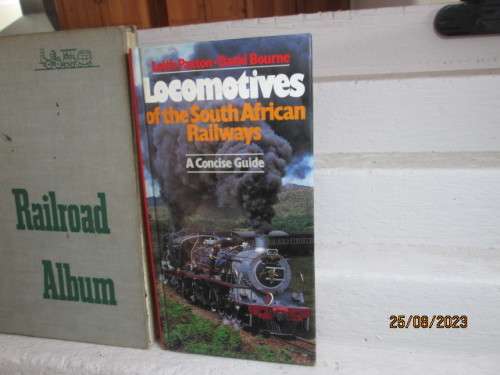 Railroad
Album
Leith Paxton · David Bourne
Locomotives
of the South African
Railways
A Concise Guide
25/08/2023